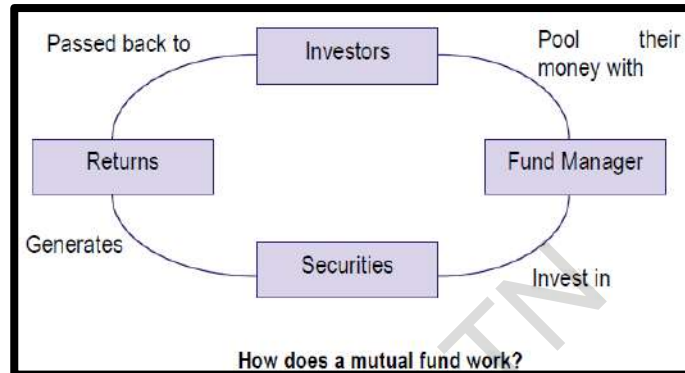 Passed back to
Investors
Pool their
money with
Returns
Fund Manager
Generates
Securities
Invest in
TN
How does a mutual fund work?